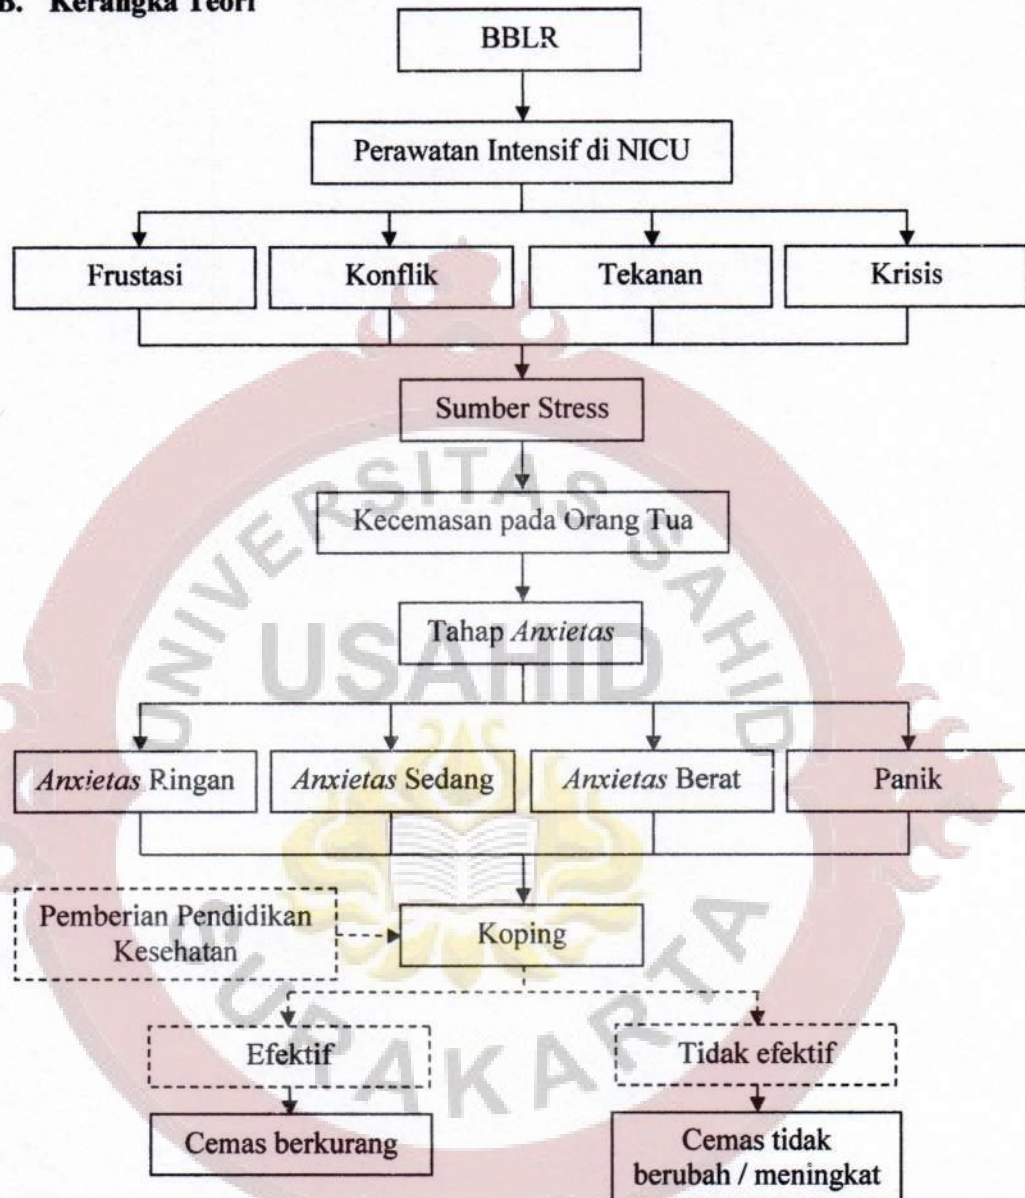 B. Kerangka Teori
BBLR
Perawatan Intensif di NICU
Frustasi
Konflik
Tekanan
Krisis
Sumber Stress
Kecemasan pada Orang Tua
Tahap Anxietas
Anxietas Ringan
Anxietas Sedang
Anxietas Berat
Panik
Pemberian Pendidikan
Kesehatan
Koping
Efektif
Tidak efektif
Cemas berkurang
Cemas tidak
berubah / meningkat
UNIVERSITAS SAHID
USAHID
SURAKARTA